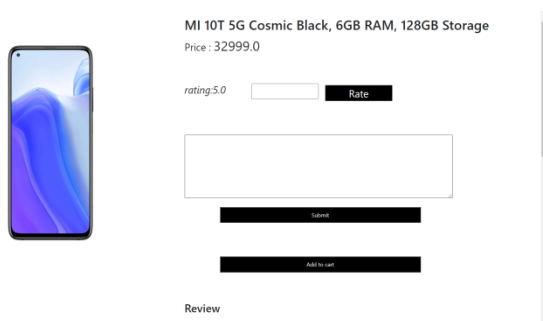 MI 10T 5G Cosmic Black, 6GB RAM, 128GB Storage
Price : 32999.0
rating:5.0 Rate
Submit
Add to cart
Review